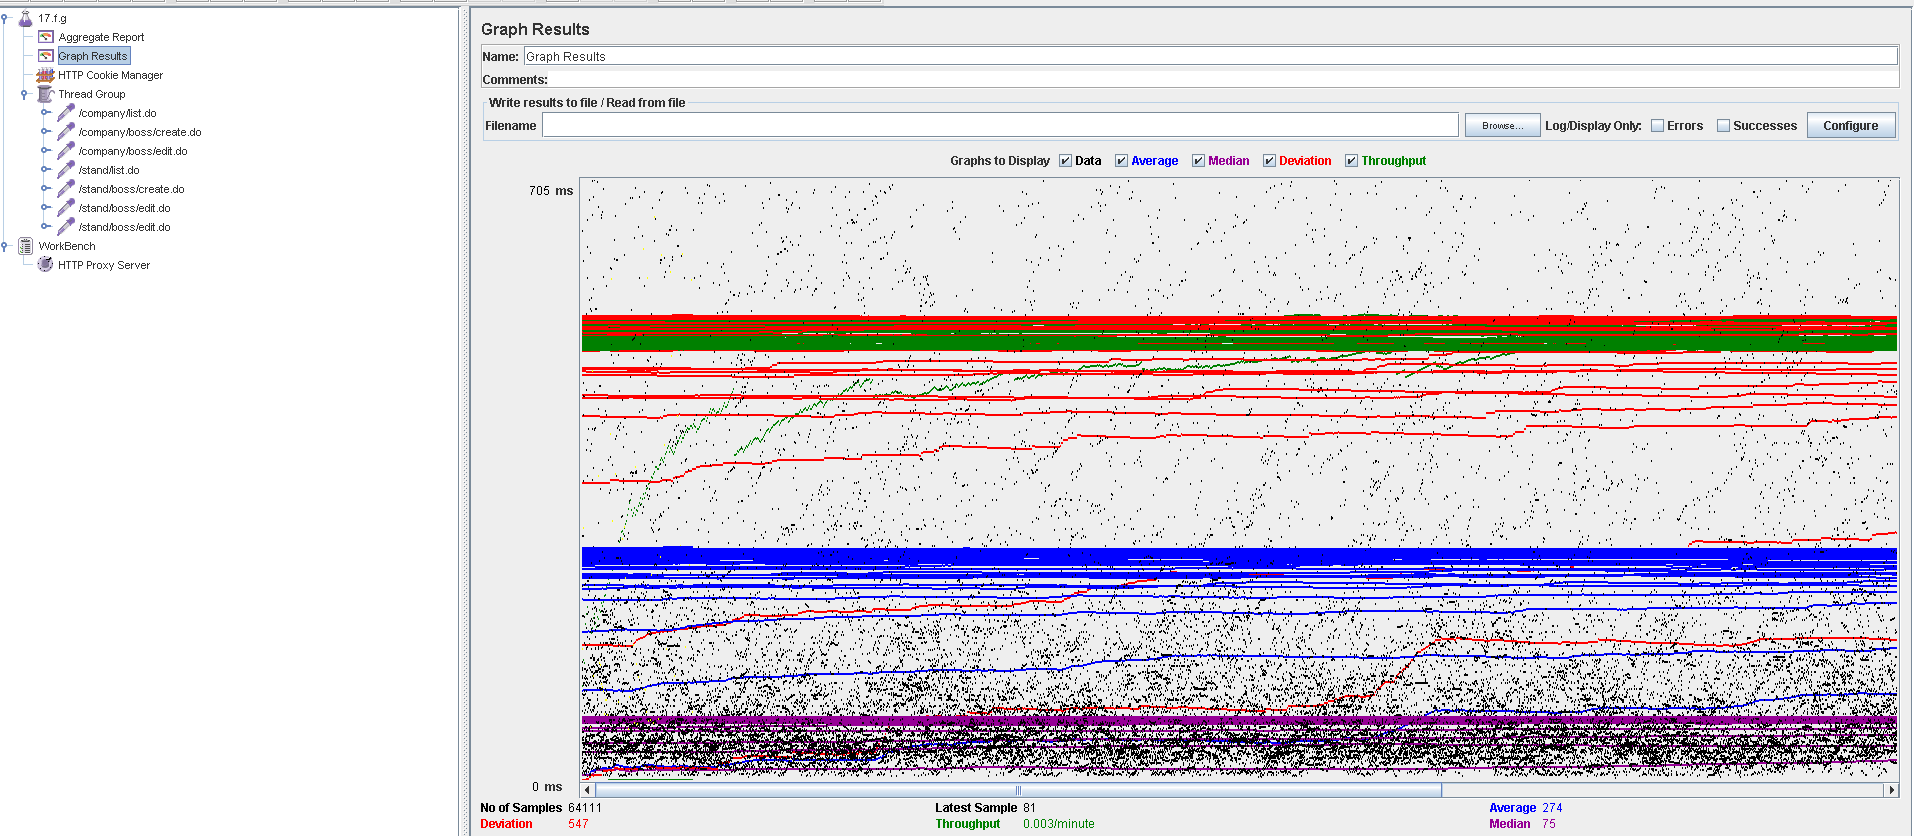 17.f.g
Aggregate Report
Graph Results
HTTP Cookie Manager
Thread Group
/company/list.do
/company/boss/create.do
/company/boss/edit.do
/stand/list.do
/stand/boss/create.do
/stand/boss/edit.do
/stand/boss/edit.do
WorkBench
HTTP Proxy Server
Graph Results
Name: Graph Results
Comments:
Write results to file / Read from file
Filename Browse... Log/Display Only: Errors Successes Configure
Graphs to Display Data Average Median Deviation Throughput
705 ms
0 ms
No of Samples 64111 Latest Sample 81 Average 274
Deviation 547 Throughput 0.003/minute Median 75